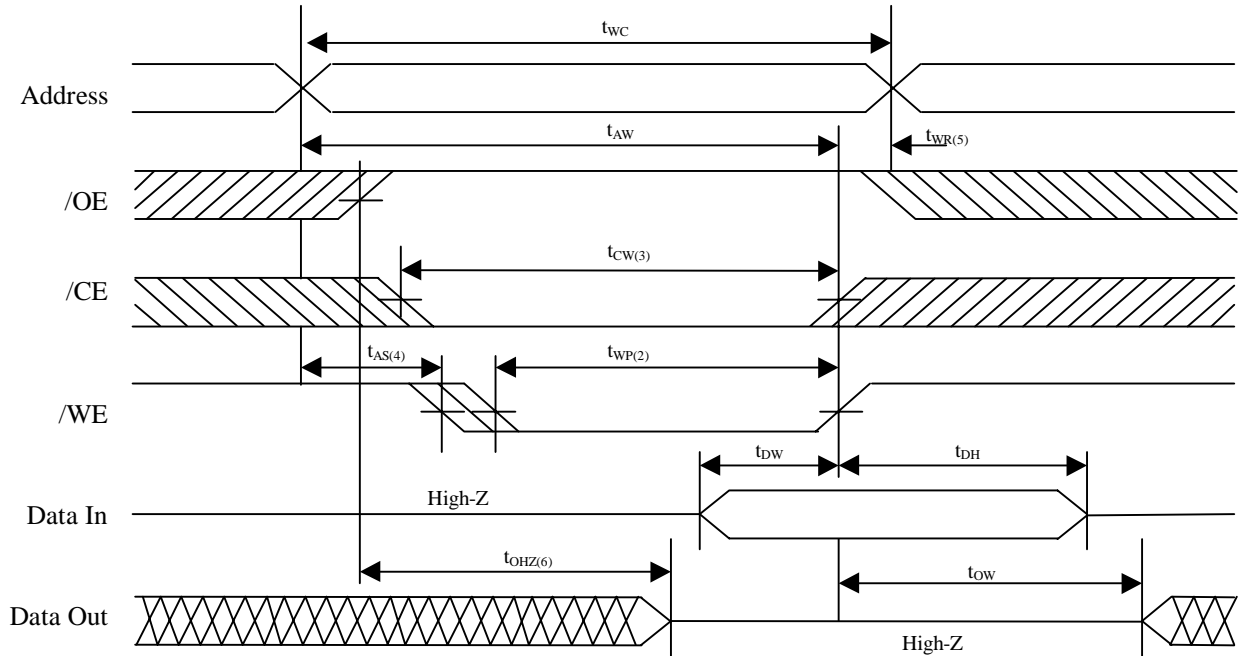 tWC
Address
tAW
tWR(5)
/OE
tCW(3)
/CE
tAS(4)
tWP(2)
/WE
tDW
tDH
High-Z
Data In
tOHZ(6)
tOW
Data Out
High-Z